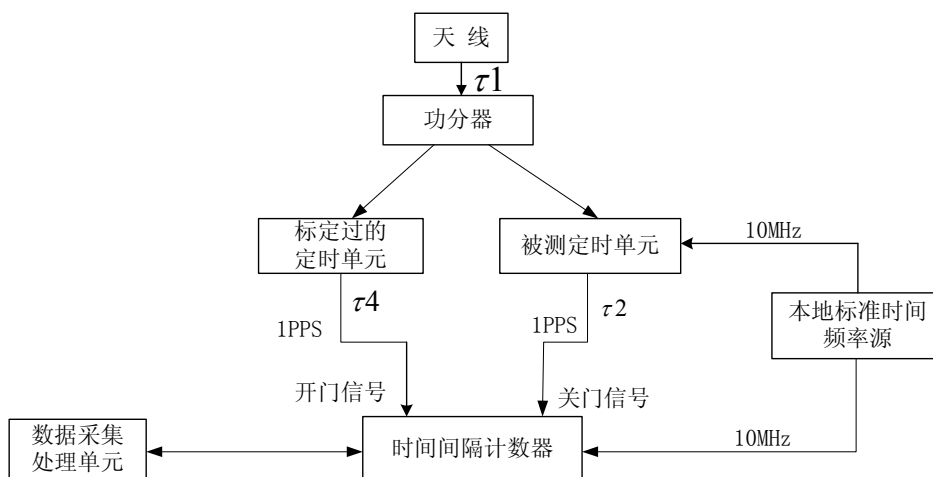 天 线
τ1
功分器
标定过的
定时单元
被测定时单元
10MHz
τ4
τ2
1PPS
1PPS
本地标准时间
频率源
开门信号
关门信号
数据采集
处理单元
时间间隔计数器
10MHz